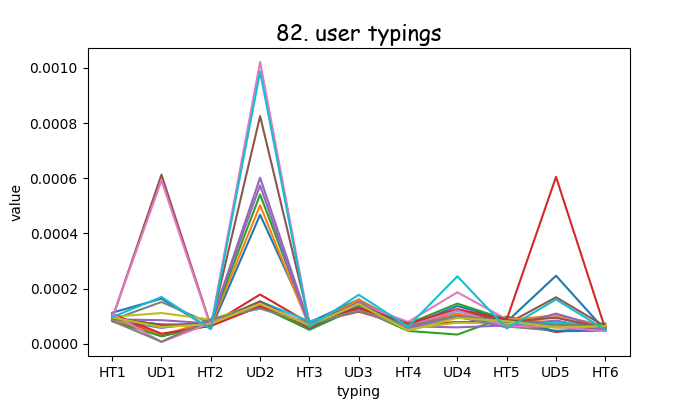 82. user typings
value
0.0010
0.0008
0.0006
0.0004
0.0002
0.0000
HT1 UD1 HT2 UD2 HT3 UD3 HT4 UD4 HT5 UD5 HT6
typing